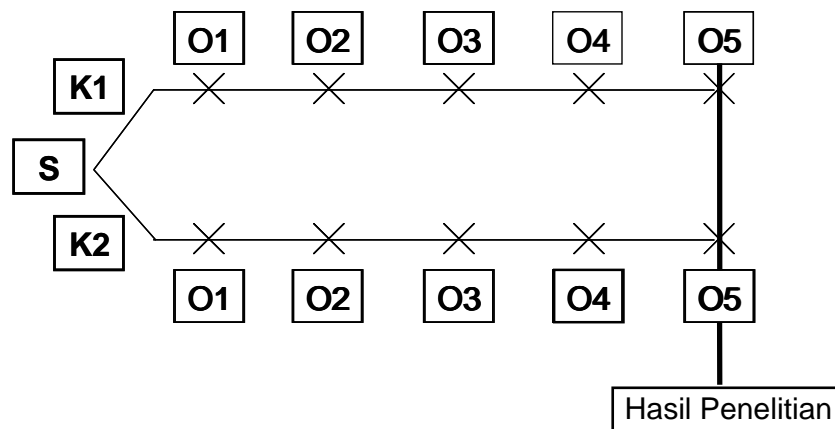 O1 O2 O3 O4 O5
K1
S
K2
O1 O2 O3 O4 O5
Hasil Penelitian